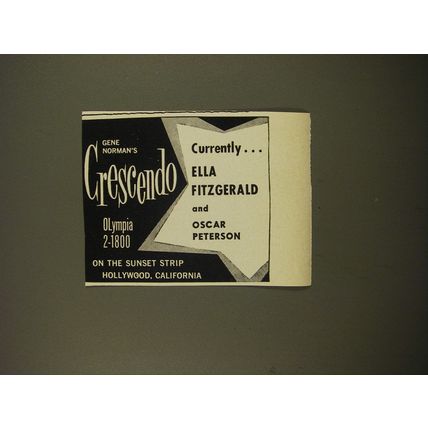 GENE
NORMAN'S
Crescendo
OLympia
2-1800
ON THE SUNSET STRIP
HOLLYWOOD, CALIFORNIA
Currently...
ELLA
FITZGERALD
and
OSCAR
PETERSON